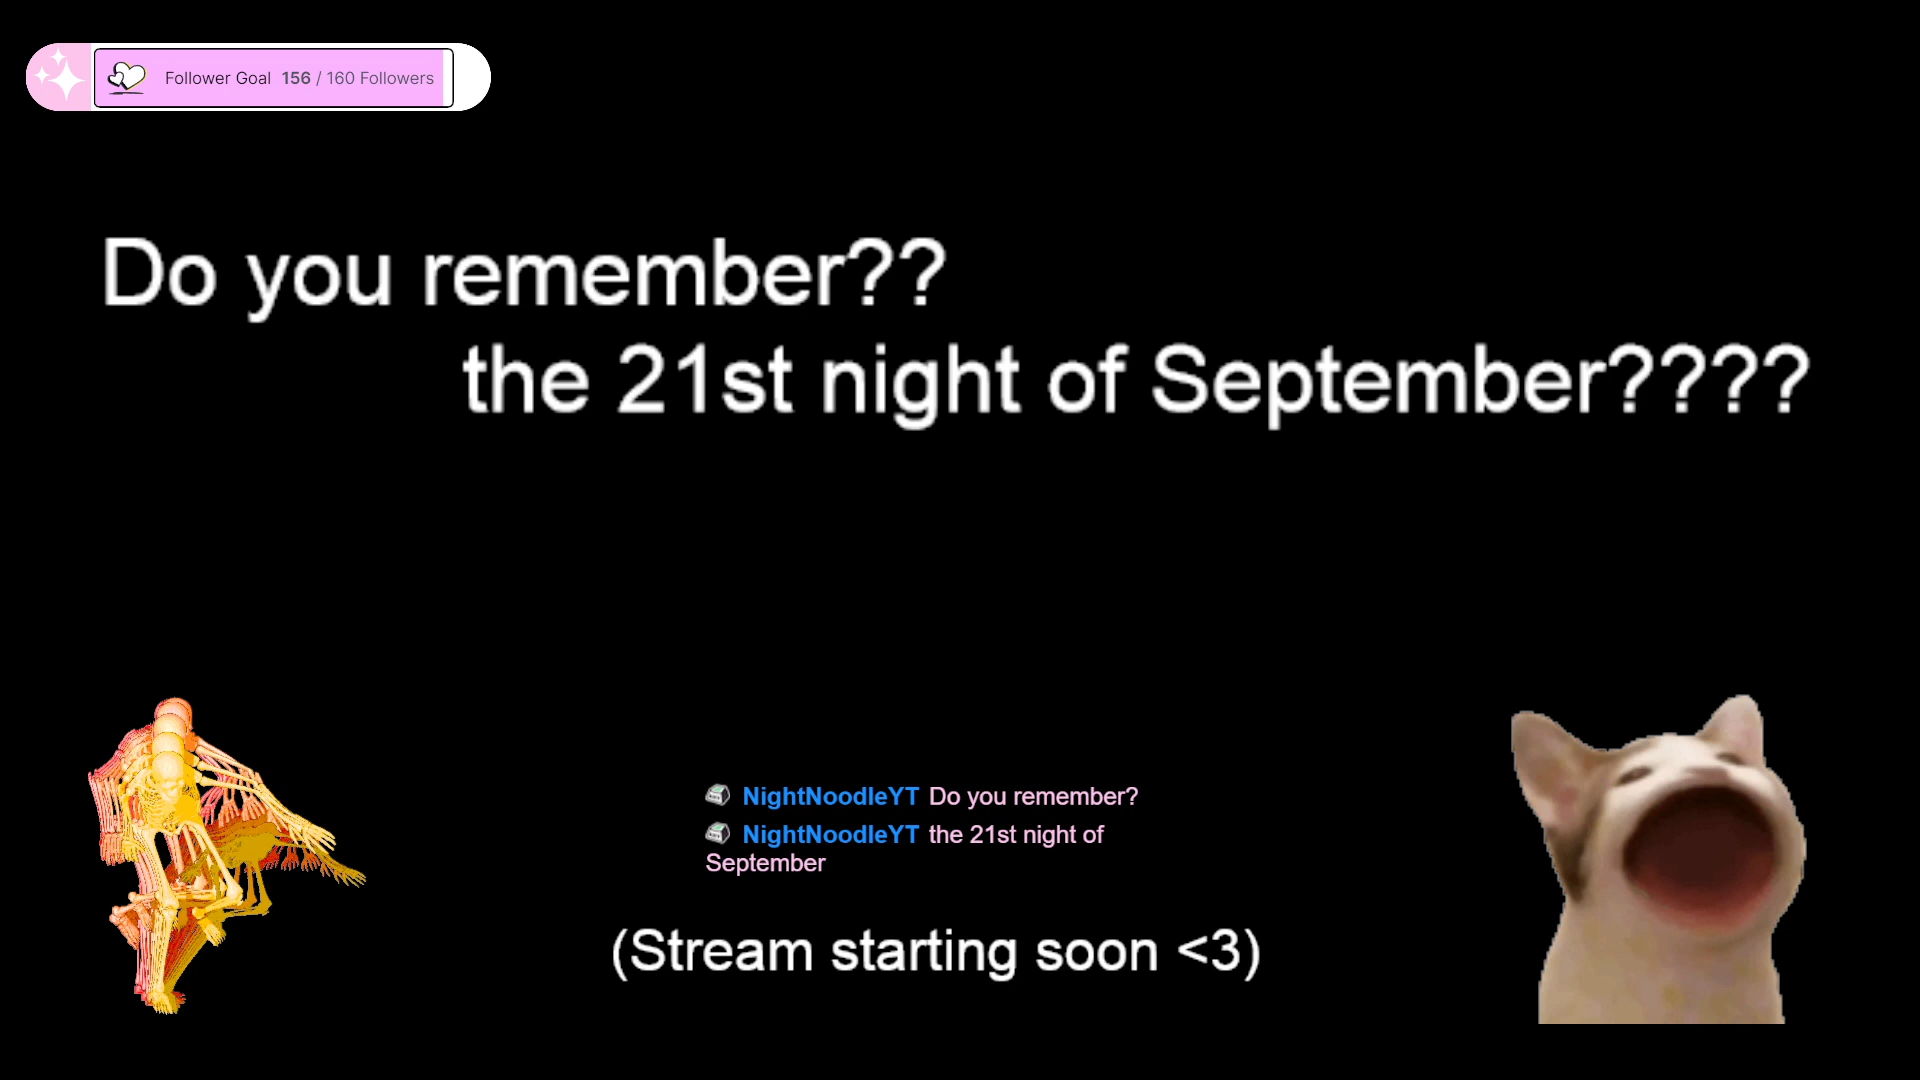 Follower Goal 156 / 160 Followers
Do you remember??
the 21st night of September????
NightNoodleYT Do you remember?
NightNoodleYT the 21st night of
September
(Stream starting soon <3)